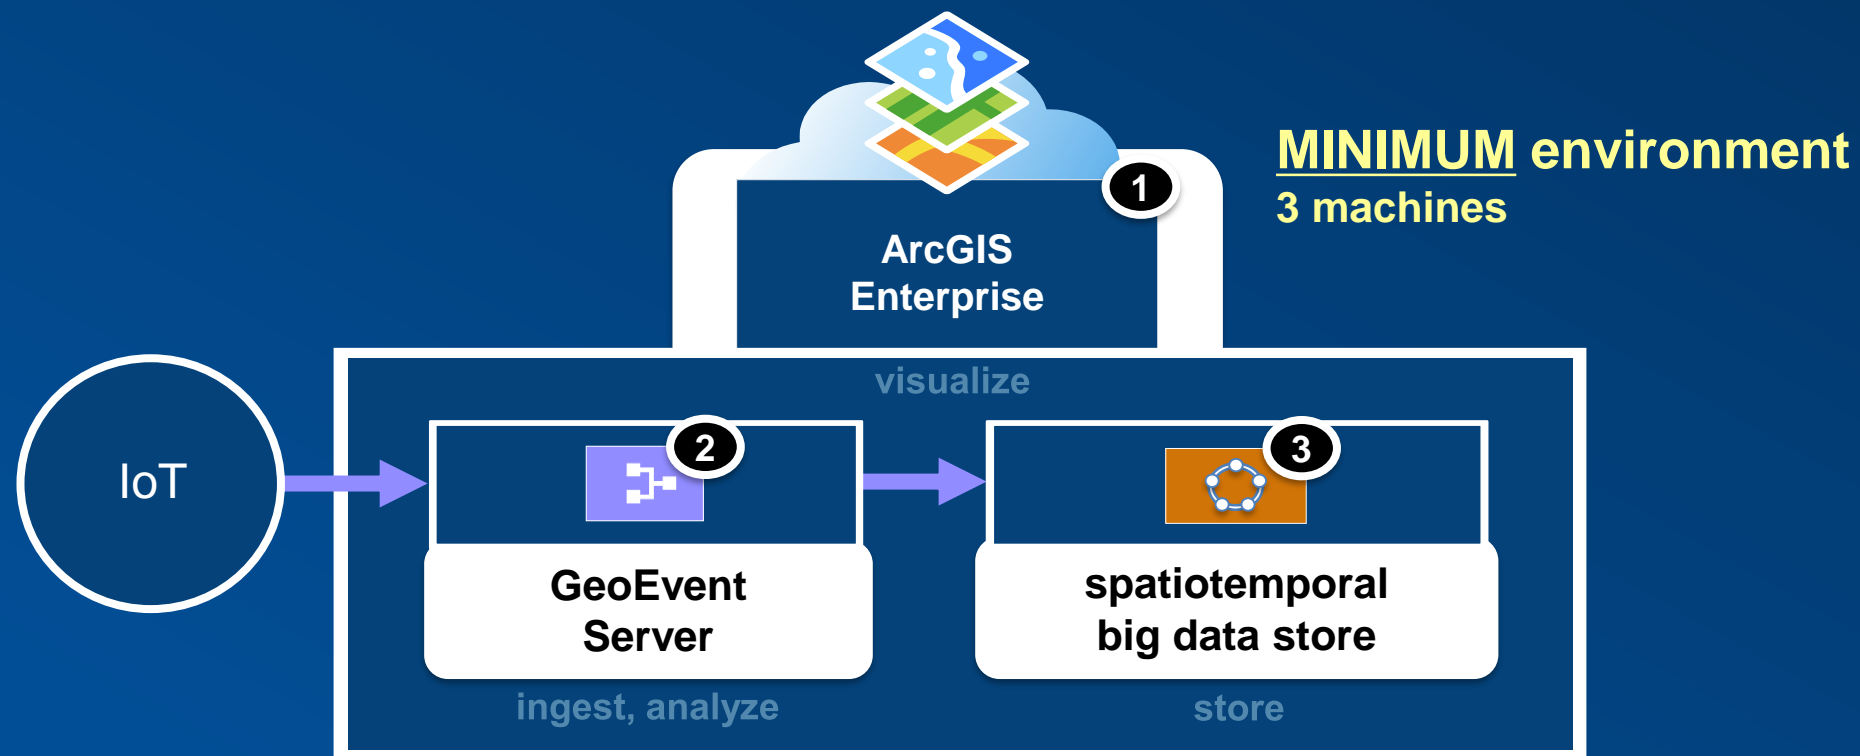 MINIMUM environment
3 machines
1
ArcGIS
Enterprise
visualize
IoT
2
3
GeoEvent
Server
spatiotemporal
big data store
ingest, analyze
store